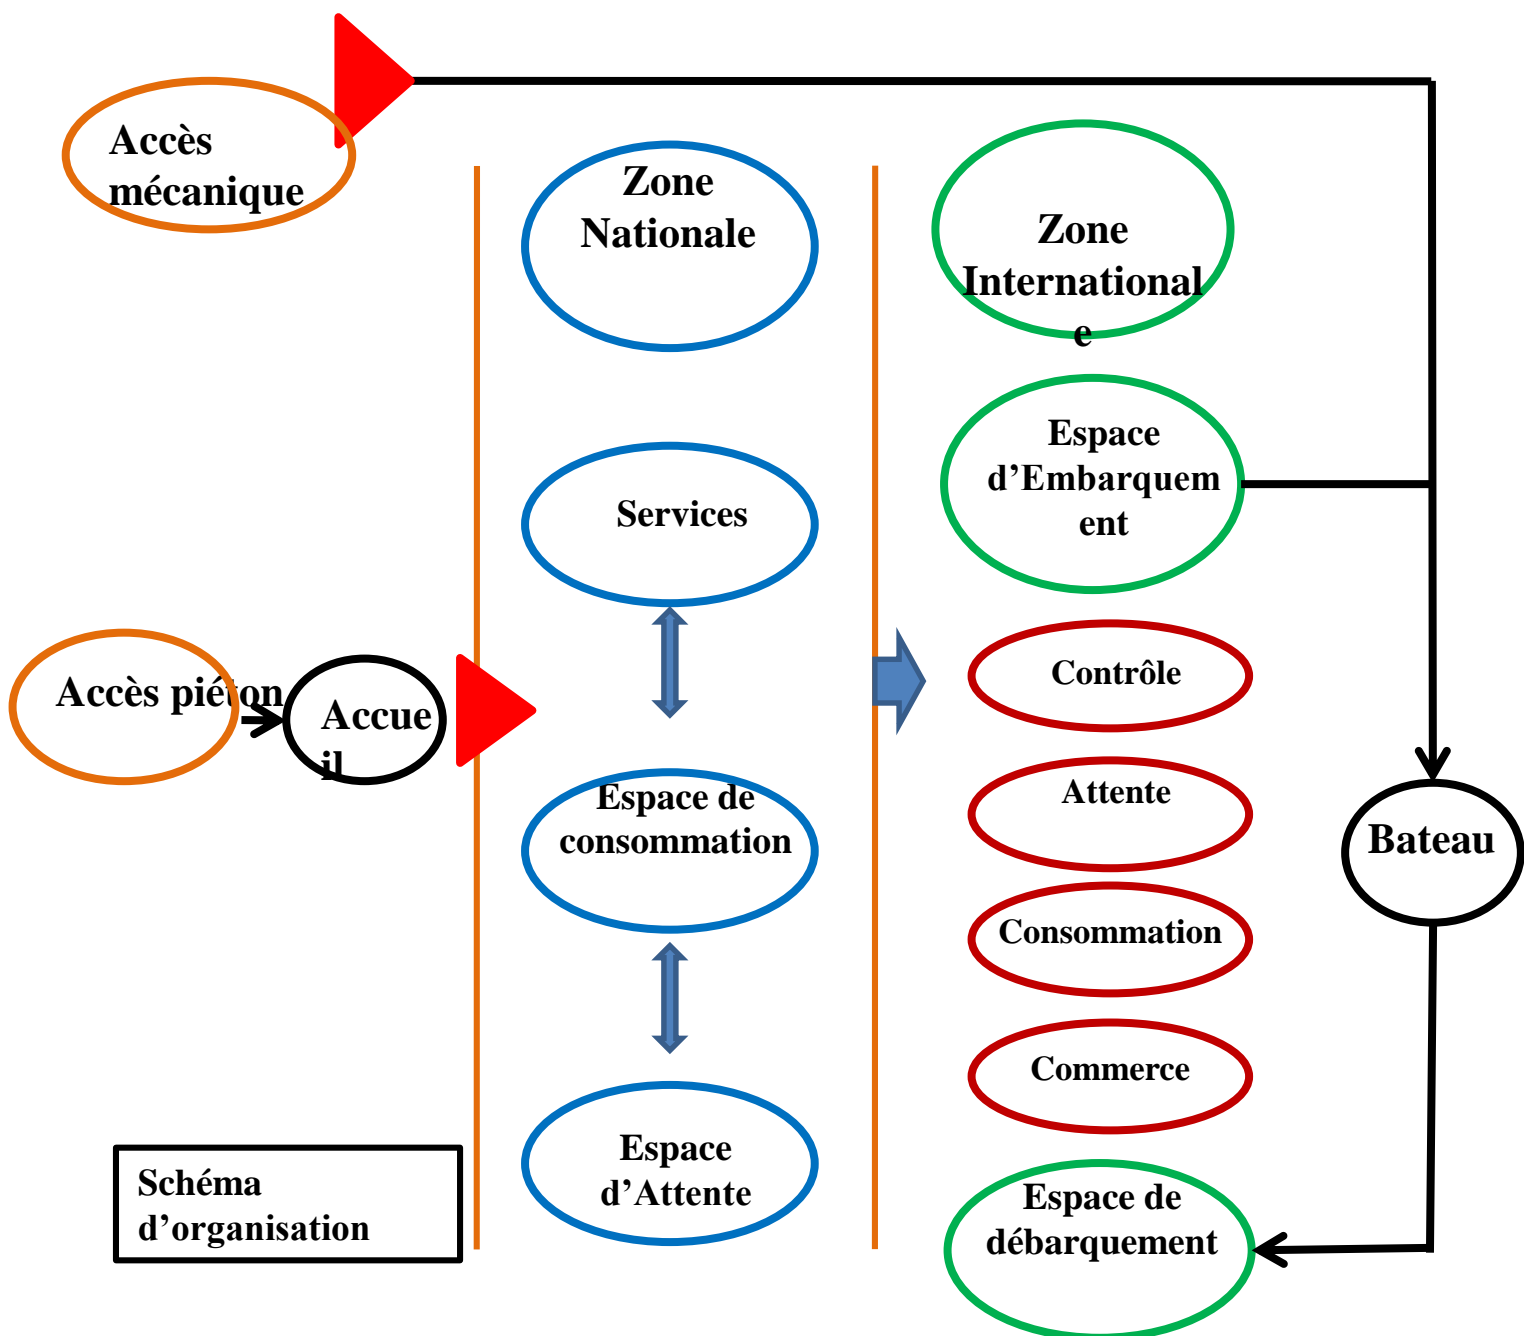 Accès
mécanique
Zone
Nationale
Zone
International
e
Espace
d’Embarquem
ent
Services
Accès piéton
Accue
il
Contrôle
Espace de
consommation
Attente
Bateau
Consommation
Commerce
Espace
d’Attente
Espace de
débarquement
Schéma
d’organisation